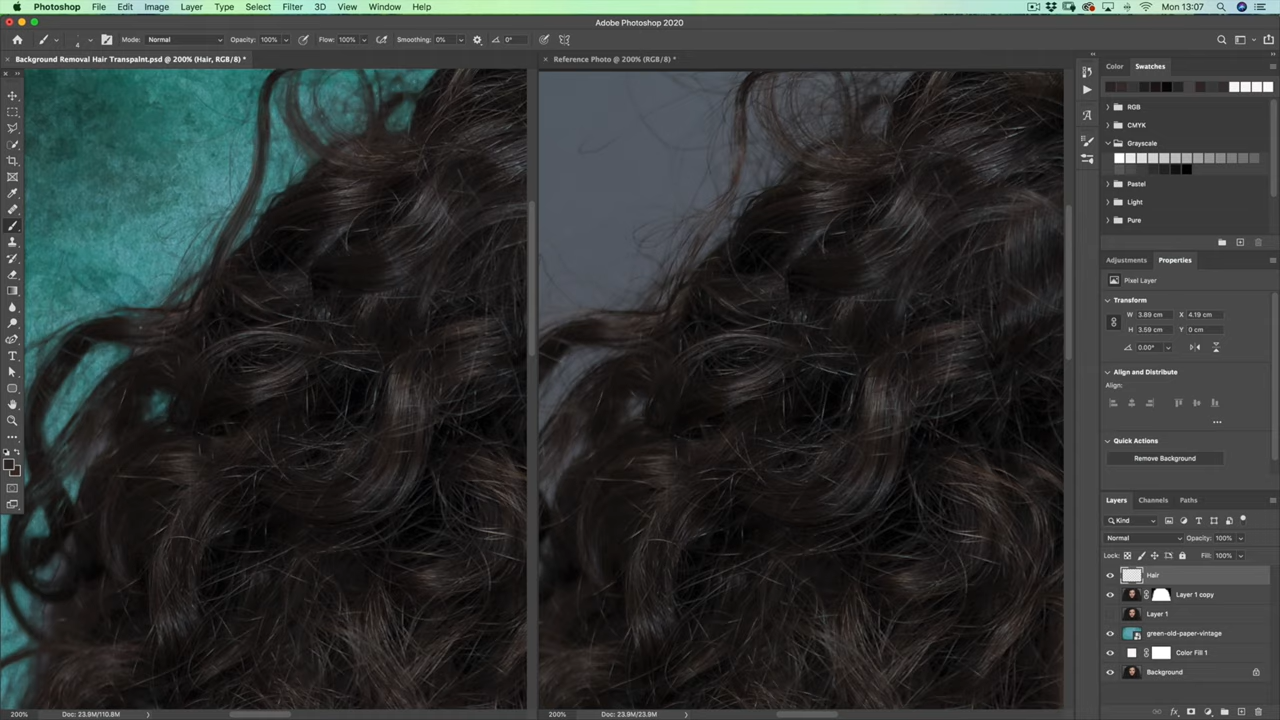 Photoshop File Edit Image Layer Type Select Filter 3D View Window Help Mon 13:07
Adobe Photoshop 2020
4 Mode: Normal Opacity: 100% Flow: 100% Smoothing: 0% 0°
Background Removal Hair Transpaint.psd @ 200% (Hair, RGB/8) *
Reference Photo @ 200% (RGB/8) *
Color Swatches
RGB
CMYK
Grayscale
Pastel
Light
Pure
Adjustments Properties
Pixel Layer
Transform
W 3.89 cm X 4.19 cm
H 3.59 cm Y 0 cm
0.00°
Align and Distribute
Align:
Quick Actions
Remove Background
Layers Channels Paths
Kind
Normal Opacity: 100%
Lock: Fill: 100%
Hair
Layer 1 copy
Layer 1
green-old-paper-vintage
Color Fill 1
Background
200% Doc: 23.9M/110.8M
200% Doc: 23.9M/23.9M